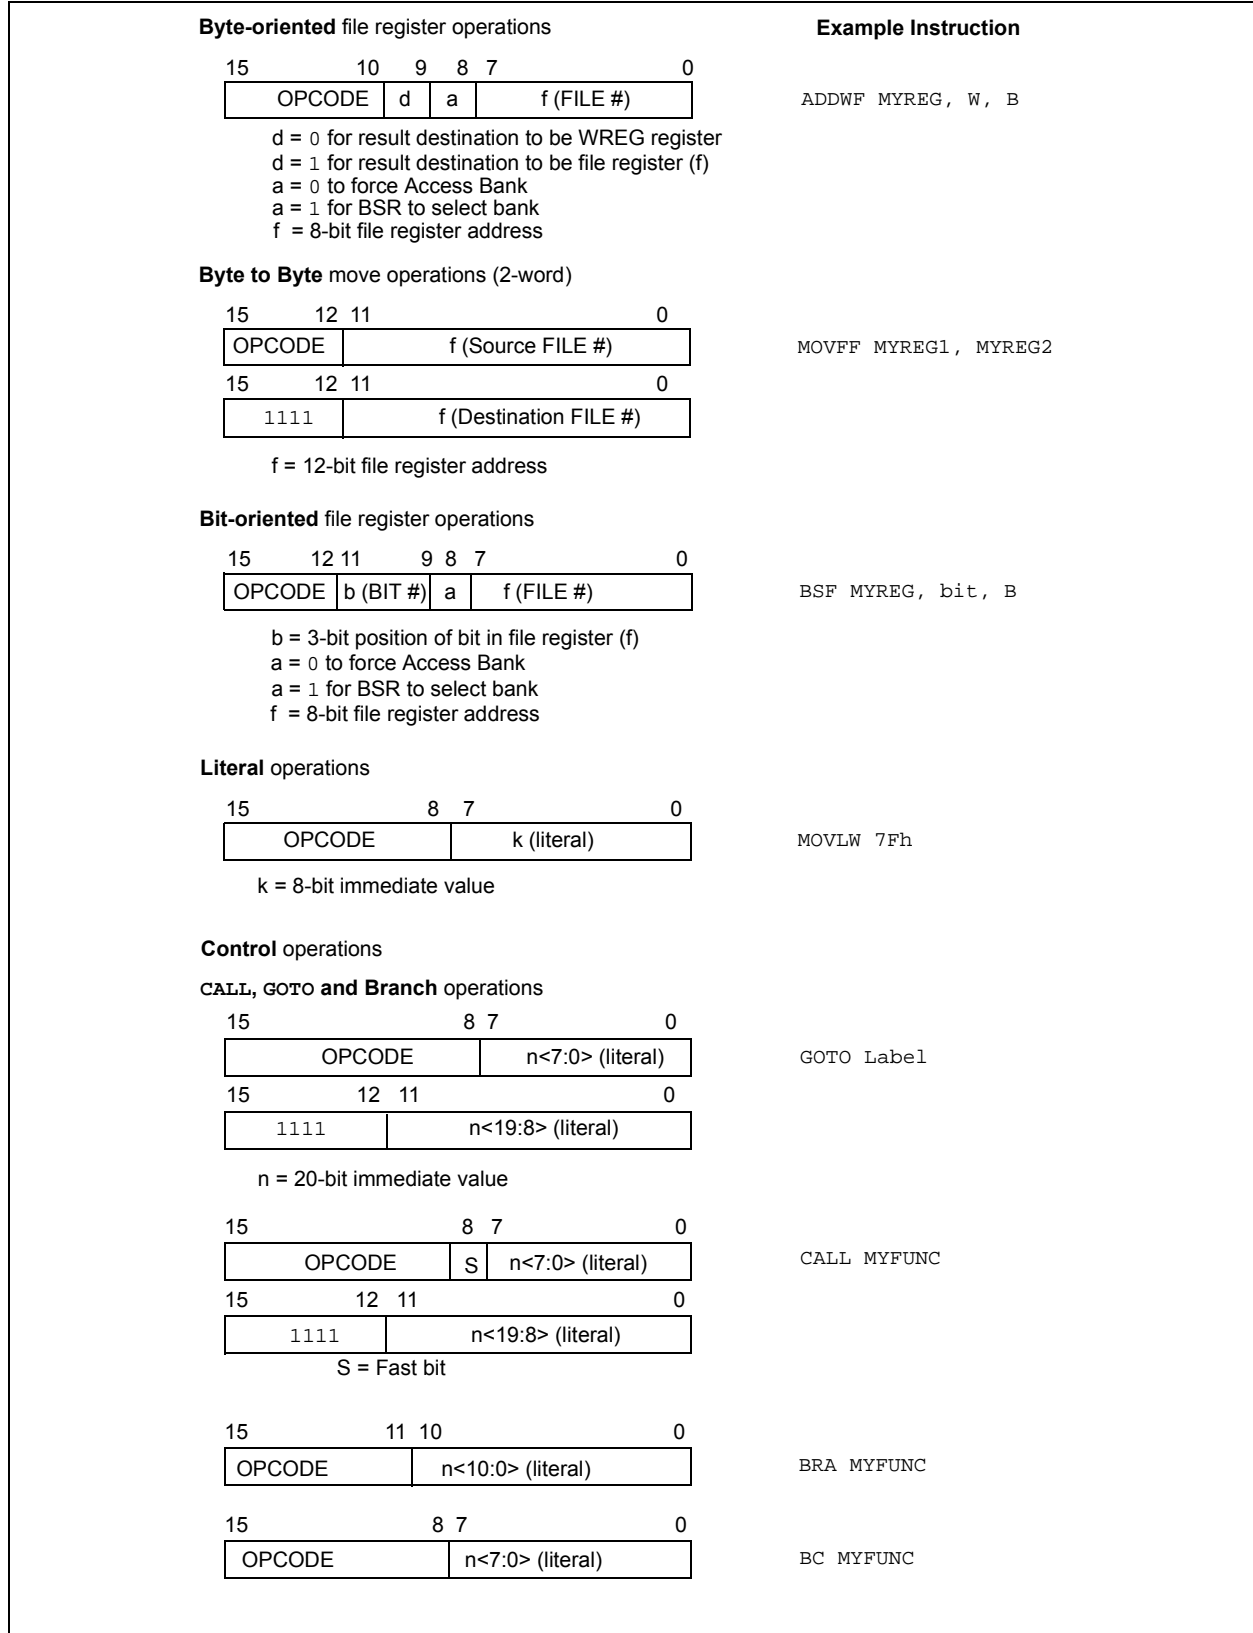 Byte-oriented file register operations Example Instruction
15 10 9 8 7 0
OPCODE d a f (FILE #) ADDWF MYREG, W, B
d = 0 for result destination to be WREG register
d = 1 for result destination to be file register (f)
a = 0 to force Access Bank
a = 1 for BSR to select bank
f = 8-bit file register address
Byte to Byte move operations (2-word)
15 12 11 0
OPCODE f (Source FILE #) MOVFF MYREG1, MYREG2
15 12 11 0
1111 f (Destination FILE #)
f = 12-bit file register address
Bit-oriented file register operations
15 12 11 9 8 7 0
OPCODE b (BIT #) a f (FILE #) BSF MYREG, bit, B
b = 3-bit position of bit in file register (f)
a = 0 to force Access Bank
a = 1 for BSR to select bank
f = 8-bit file register address
Literal operations
15 8 7 0
OPCODE k (literal) MOVLW 7Fh
k = 8-bit immediate value
Control operations
CALL, GOTO and Branch operations
15 8 7 0
OPCODE n<7:0> (literal) GOTO Label
15 12 11 0
1111 n<19:8> (literal)
n = 20-bit immediate value
15 8 7 0
OPCODE S n<7:0> (literal) CALL MYFUNC
15 12 11 0
1111 n<19:8> (literal)
S = Fast bit
15 11 10 0
OPCODE n<10:0> (literal) BRA MYFUNC
15 8 7 0
OPCODE n<7:0> (literal) BC MYFUNC